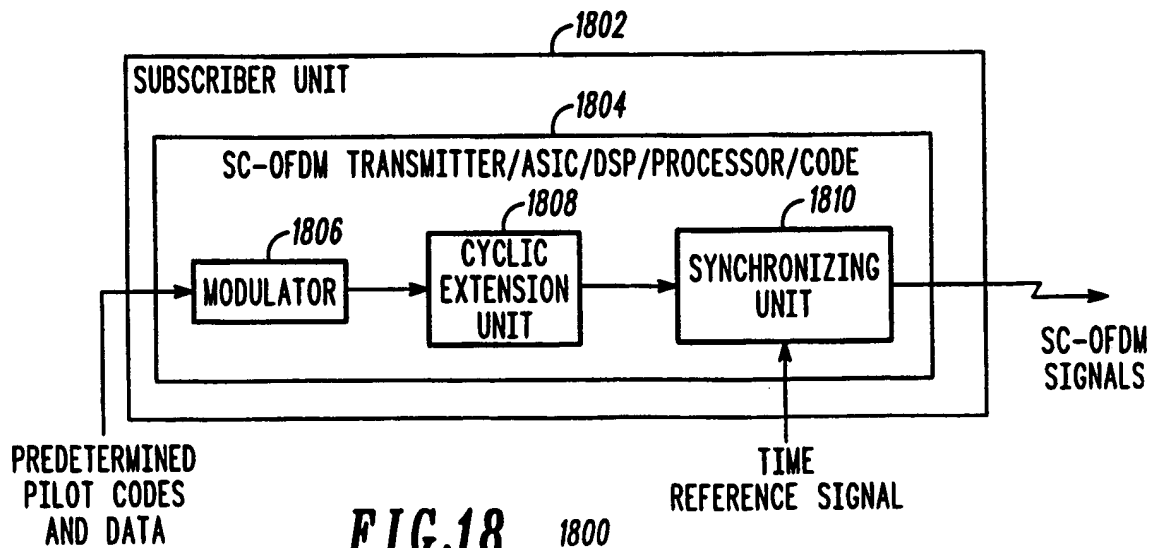 1802
SUBSCRIBER UNIT
1804
SC-OFDM TRANSMITTER/ASIC/DSP/PROCESSOR/CODE
1806
MODULATOR
1808
CYCLIC
EXTENSION
UNIT
1810
SYNCHRONIZING
UNIT
SC-OFDM
SIGNALS
PREDETERMINED
PILOT CODES
AND DATA
TIME
REFERENCE SIGNAL
FIG.18 1800